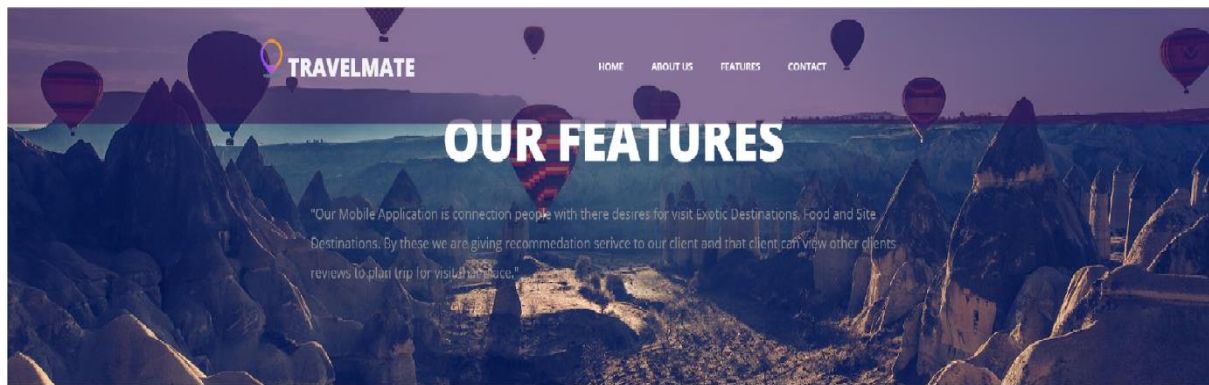 TRAVELMATE
HOME ABOUT US FEATURES CONTACT
OUR FEATURES
"Our Mobile Application is connection people with there desires for visit Exotic Destinations, Food and Site
Destinations. By these we are giving recommedation serivce to our client and that client can view other clients
reviews to plan trip for visit that place."